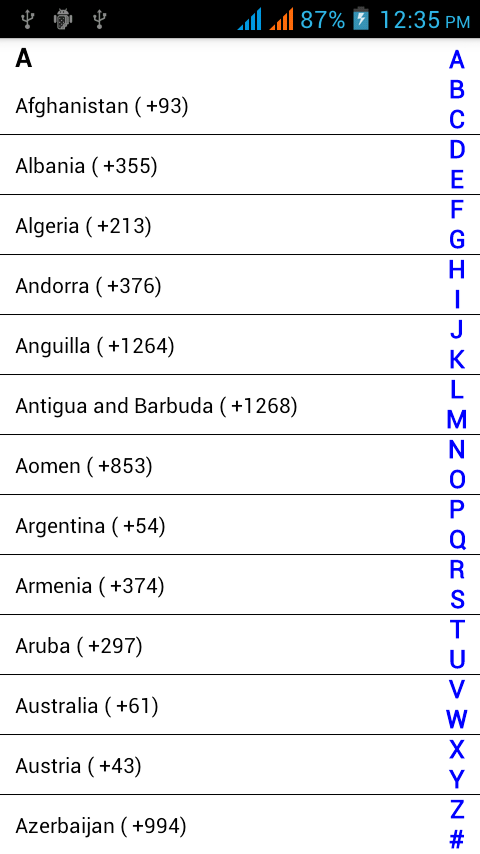 87% 12:35 PM
A
Afghanistan ( +93)
Albania ( +355)
Algeria ( +213)
Andorra ( +376)
Anguilla ( +1264)
Antigua and Barbuda ( +1268)
Aomen ( +853)
Argentina ( +54)
Armenia ( +374)
Aruba ( +297)
Australia ( +61)
Austria ( +43)
Azerbaijan ( +994)
A
B
C
D
E
F
G
H
I
J
K
L
M
N
O
P
Q
R
S
T
U
V
W
X
Y
Z
#